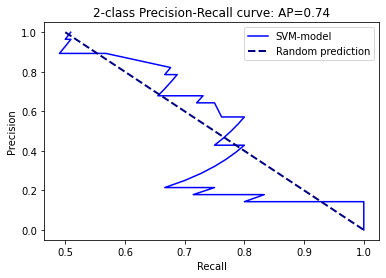 2-class Precision-Recall curve: AP=0.74
SVM-model
Random prediction
Precision
1.0
0.8
0.6
0.4
0.2
0.0
0.5
0.6
0.7
0.8
0.9
1.0
Recall